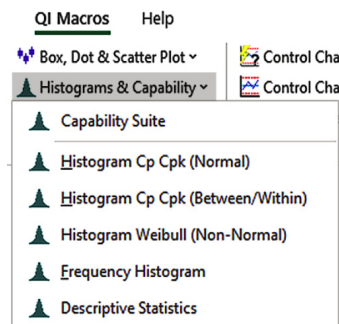 QI Macros Help
Box, Dot & Scatter Plot Control Cha
Histograms & Capability Control Cha
Capability Suite
Histogram Cp Cpk (Normal)
Histogram Cp Cpk (Between/Within)
Histogram Weibull (Non-Normal)
Frequency Histogram
Descriptive Statistics